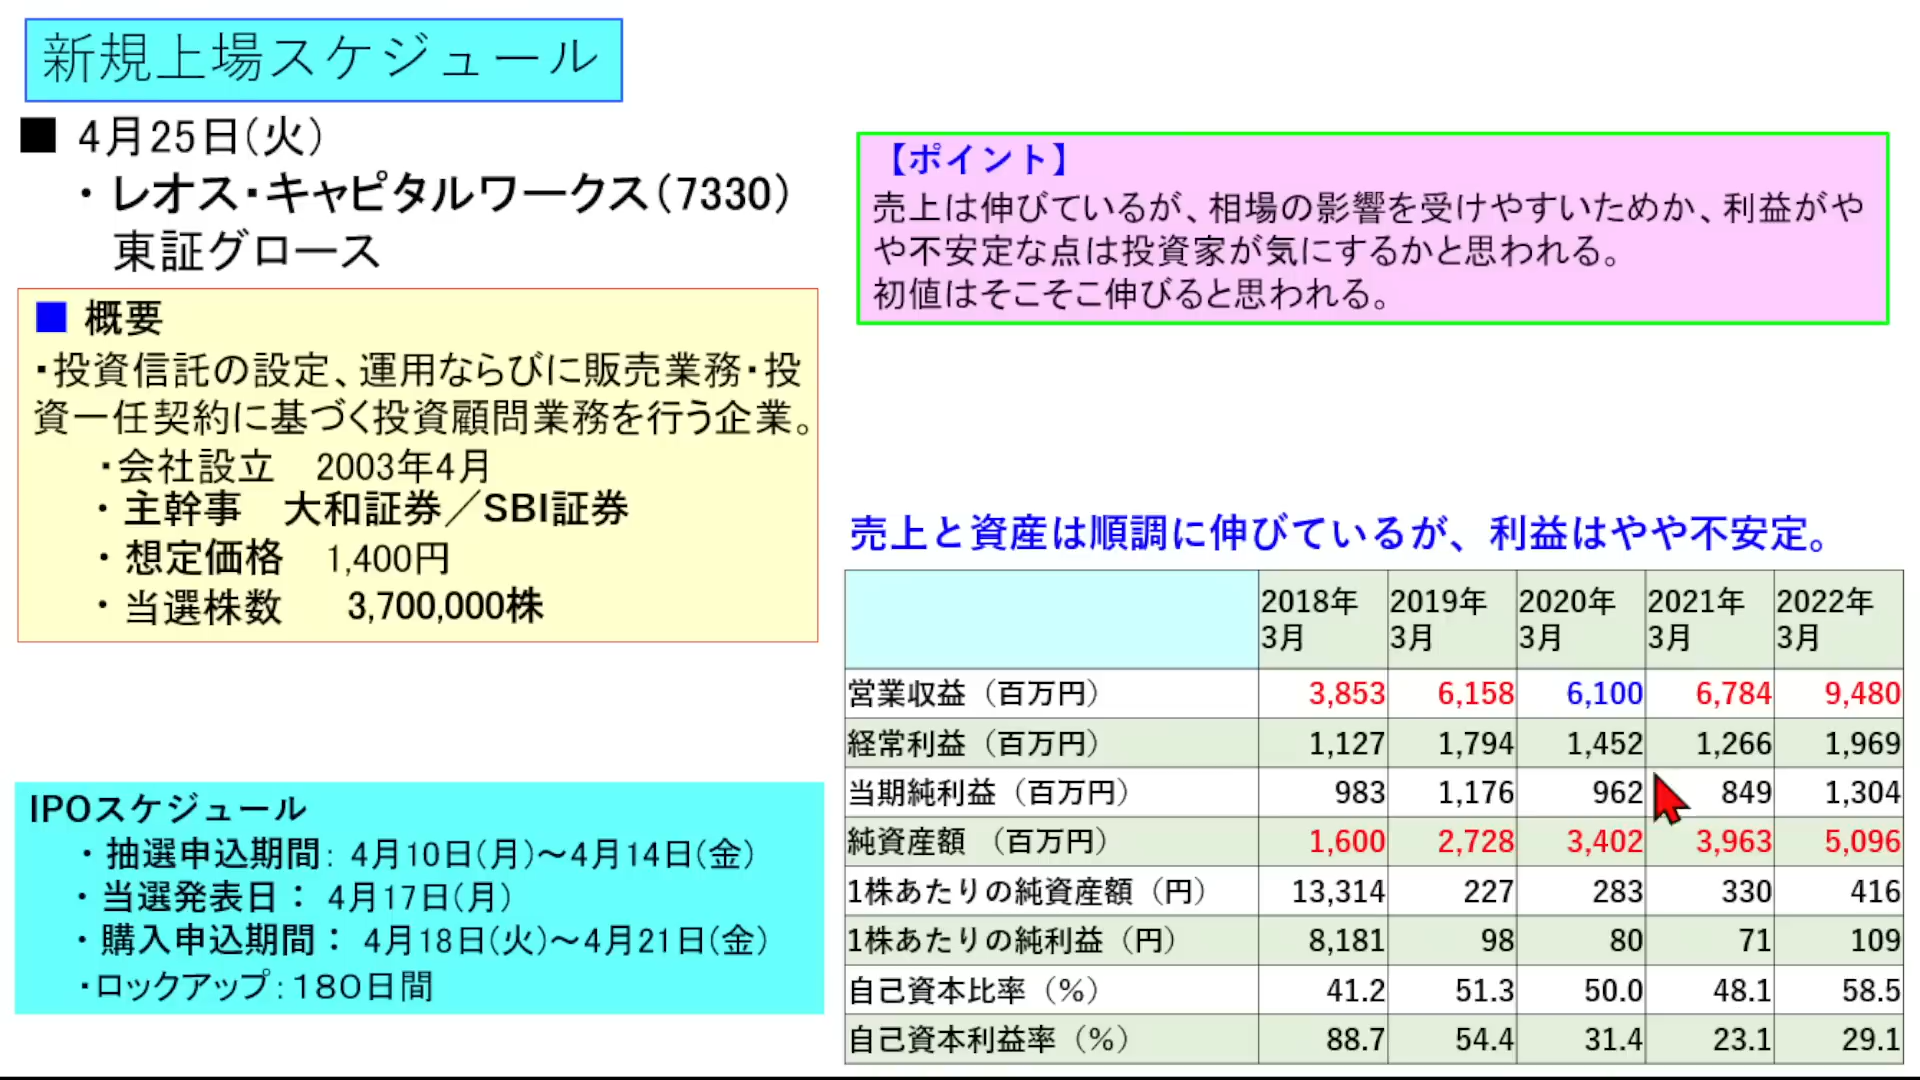 新規上場スケジュール
■ 4月25日(火)
・レオス・キャピタルワークス(7330)
東証グロース
■ 概要
・投資信託の設定、運用ならびに販売業務・投
資一任契約に基づく投資顧問業務を行う企業。
・会社設立　2003年4月
・主幹事　大和証券／SBI証券
・想定価格　1,400円
・当選株数　3,700,000株
IPOスケジュール
・抽選申込期間： 4月10日(月)～4月14日(金)
・当選発表日： 4月17日(月)
・購入申込期間： 4月18日(火)～4月21日(金)
・ロックアップ：180日間
【ポイント】
売上は伸びているが、相場の影響を受けやすいためか、利益がや
や不安定な点は投資家が気にするかと思われる。
初値はそこそこ伸びると思われる。
売上と資産は順調に伸びているが、利益はやや不安定。
2018年3月 2019年3月 2020年3月 2021年3月 2022年3月
営業収益（百万円） 3,853 6,158 6,100 6,784 9,480
経常利益（百万円） 1,127 1,794 1,452 1,266 1,969
当期純利益（百万円） 983 1,176 962 849 1,304
純資産額 （百万円） 1,600 2,728 3,402 3,963 5,096
1株あたりの純資産額（円） 13,314 227 283 330 416
1株あたりの純利益（円） 8,181 98 80 71 109
自己資本比率（%） 41.2 51.3 50.0 48.1 58.5
自己資本利益率（%） 88.7 54.4 31.4 23.1 29.1